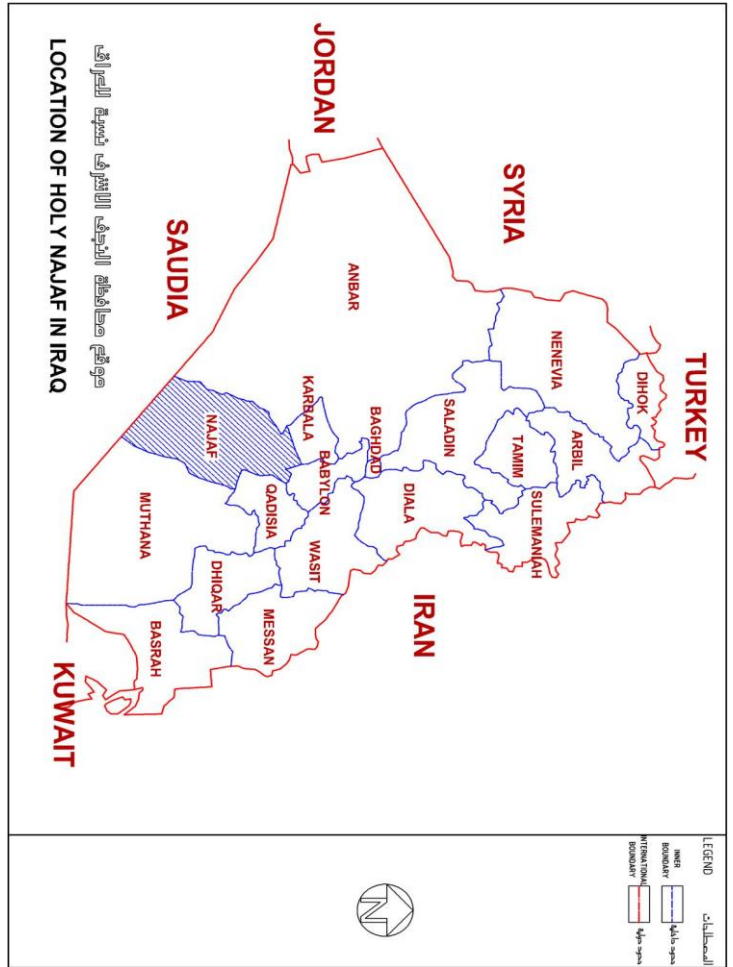 TURKEY
DIHOK
ARBIL
NENEVIA
SULEMANIAH
SYRIA
TAMIM
SALADIN
DIALA
IRAN
BAGHDAD
ANBAR
BABYLON
WASIT
KARBALA
JORDAN
QADISIA
MESSAN
NAJAF
DHIQAR
SAUDIA
MUTHANA
BASRAH
KUWAIT
موقع محافظة النجف الاشرف نسبة للعراق
LOCATION OF HOLY NAJAF IN IRAQ
LEGEND المصطلحات
INNER BOUNDARY حدود داخلية
INTERNATIONAL BOUNDARY حدود دولية
N